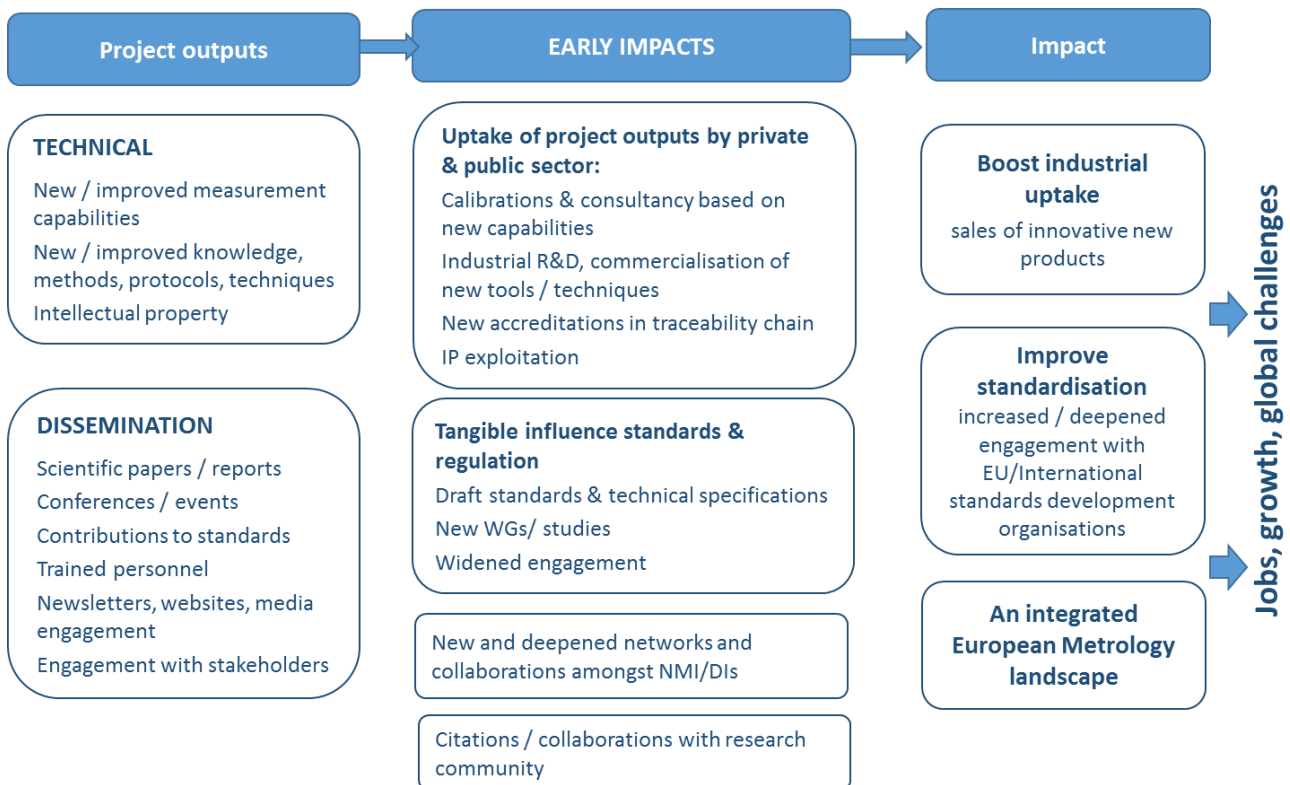 Project outputs
EARLY IMPACTS
Impact
TECHNICAL
New / improved measurement
capabilities
New / improved knowledge,
methods, protocols, techniques
Intellectual property
DISSEMINATION
Scientific papers / reports
Conferences / events
Contributions to standards
Trained personnel
Newsletters, websites, media
engagement
Engagement with stakeholders
Uptake of project outputs by private
& public sector:
Calibrations & consultancy based on
new capabilities
Industrial R&D, commercialisation of
new tools / techniques
New accreditations in traceability chain
IP exploitation
Tangible influence standards &
regulation
Draft standards & technical specifications
New WGs/ studies
Widened engagement
New and deepened networks and
collaborations amongst NMI/DIs
Citations / collaborations with research
community
Boost industrial
uptake
sales of innovative new
products
Improve
standardisation
increased / deepened
engagement with
EU/International
standards development
organisations
An integrated
European Metrology
landscape
Jobs, growth, global challenges